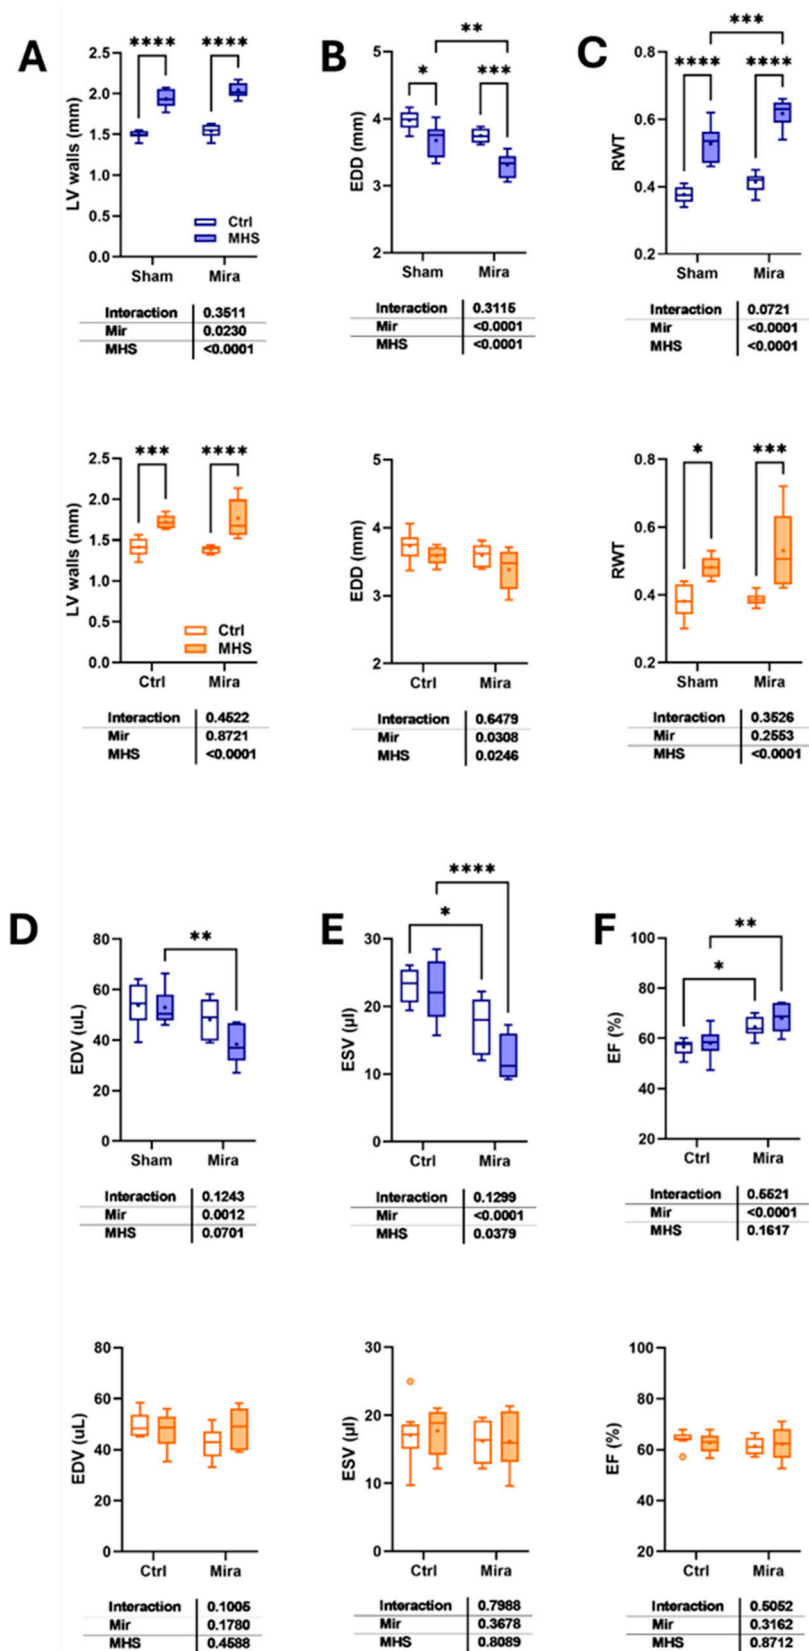 A
B
C
**
***
**** ****
* ***
**** ****
LV walls (mm)
2.5
2.0
1.5
1.0
0.5
0.0
Ctrl
MHS
Sham Mira
EDD (mm)
5
4
3
2
Sham Mira
RWT
0.8
0.6
0.4
0.2
Sham Mira
Interaction 0.3511
Mir 0.0230
MHS <0.0001
Interaction 0.3115
Mir <0.0001
MHS <0.0001
Interaction 0.0721
Mir <0.0001
MHS <0.0001
*** ****
* ***
LV walls (mm)
2.5
2.0
1.5
1.0
0.5
0.0
Ctrl
MHS
Ctrl Mira
EDD (mm)
5
4
3
2
Ctrl Mira
RWT
0.8
0.6
0.4
0.2
Sham Mira
Interaction 0.4522
Mir 0.8721
MHS <0.0001
Interaction 0.6479
Mir 0.0308
MHS 0.0246
Interaction 0.3526
Mir 0.2553
MHS <0.0001
D
E
F
**
****
*
**
*
EDV (uL)
80
60
40
20
0
Sham Mira
ESV (µl)
30
20
10
0
Ctrl Mira
EF (%)
100
80
60
40
20
Ctrl Mira
Interaction 0.1243
Mir 0.0012
MHS 0.0701
Interaction 0.1299
Mir <0.0001
MHS 0.0379
Interaction 0.5521
Mir <0.0001
MHS 0.1617
EDV (uL)
80
60
40
20
0
Ctrl Mira
ESV (µl)
30
20
10
0
Ctrl Mira
EF (%)
100
80
60
40
20
Ctrl Mira
Interaction 0.1005
Mir 0.1780
MHS 0.4588
Interaction 0.7988
Mir 0.3678
MHS 0.8089
Interaction 0.5052
Mir 0.3162
MHS 0.8712